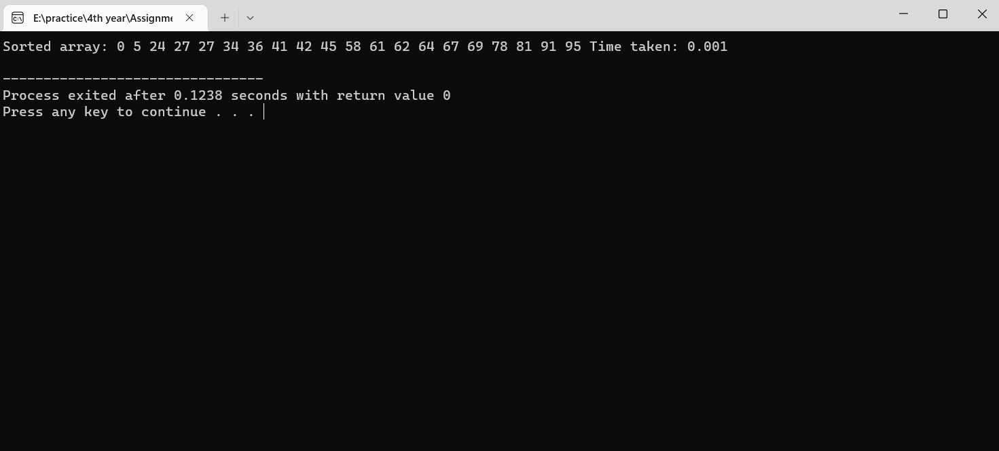 E:\practice\4th year\Assignme
Sorted array: 0 5 24 27 27 34 36 41 42 45 58 61 62 64 67 69 78 81 91 95 Time taken: 0.001
--------------------------------
Process exited after 0.1238 seconds with return value 0
Press any key to continue . . .